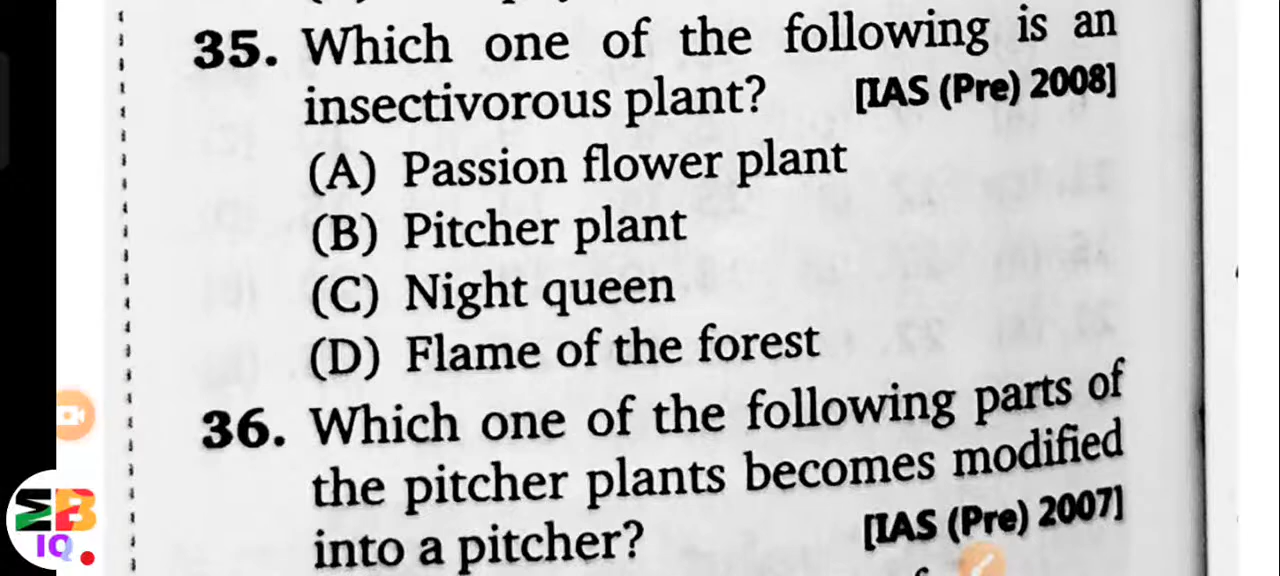 35. Which one of the following is an
insectivorous plant? [IAS (Pre) 2008]
(A) Passion flower plant
(B) Pitcher plant
(C) Night queen
(D) Flame of the forest
36. Which one of the following parts of
the pitcher plants becomes modified
into a pitcher? [IAS (Pre) 2007]
IQ